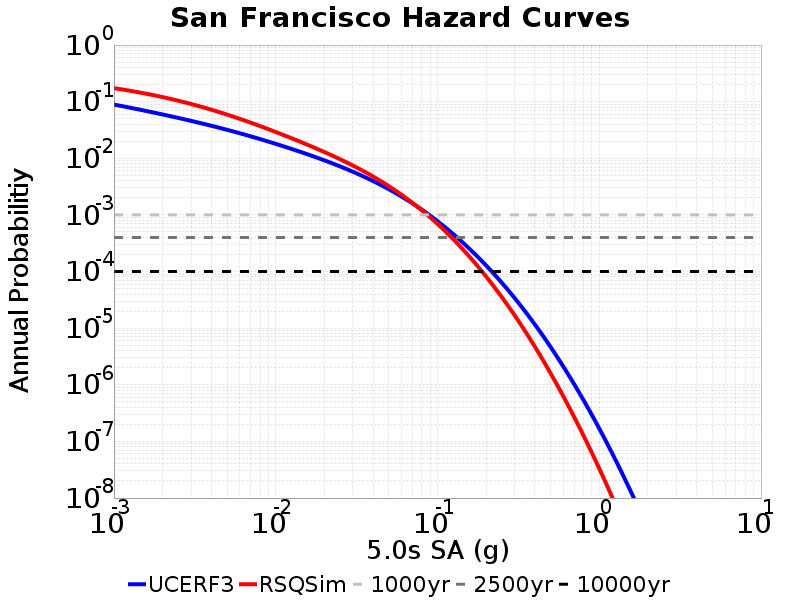 San Francisco Hazard Curves
Annual Probabilitiy
10^0
10^-1
10^-2
10^-3
10^-4
10^-5
10^-6
10^-7
10^-8
10^-3 10^-2 10^-1 10^0 10^1
5.0s SA (g)
UCERF3 RSQSim 1000yr 2500yr 10000yr